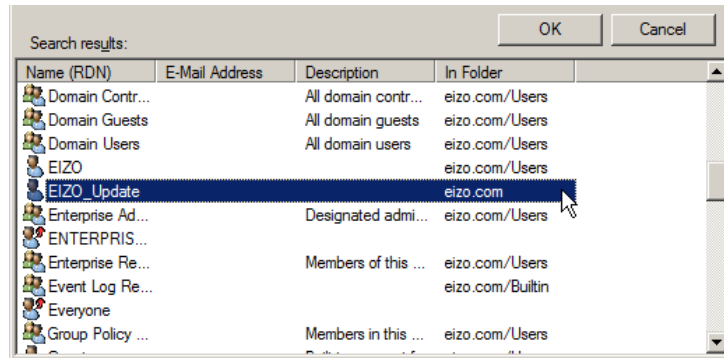 OK Cancel
Search results:
Name (RDN) E-Mail Address Description In Folder
Domain Contr... All domain contr... eizo.com/Users
Domain Guests All domain guests eizo.com/Users
Domain Users All domain users eizo.com/Users
EIZO eizo.com/Users
EIZO_Update eizo.com
Enterprise Ad... Designated admi... eizo.com/Users
ENTERPRIS...
Enterprise Re... Members of this ... eizo.com/Users
Event Log Re... eizo.com/Builtin
Everyone
Group Policy ... Members in this ... eizo.com/Users